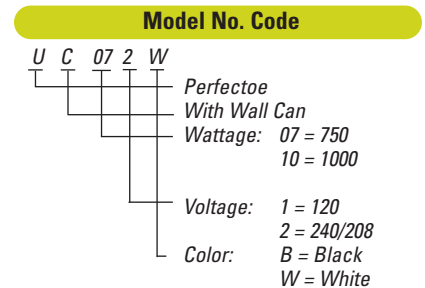 Model No. Code
U C 07 2 W
Perfectoe
With Wall Can
Wattage: 07 = 750
10 = 1000
Voltage: 1 = 120
2 = 240/208
Color: B = Black
W = White